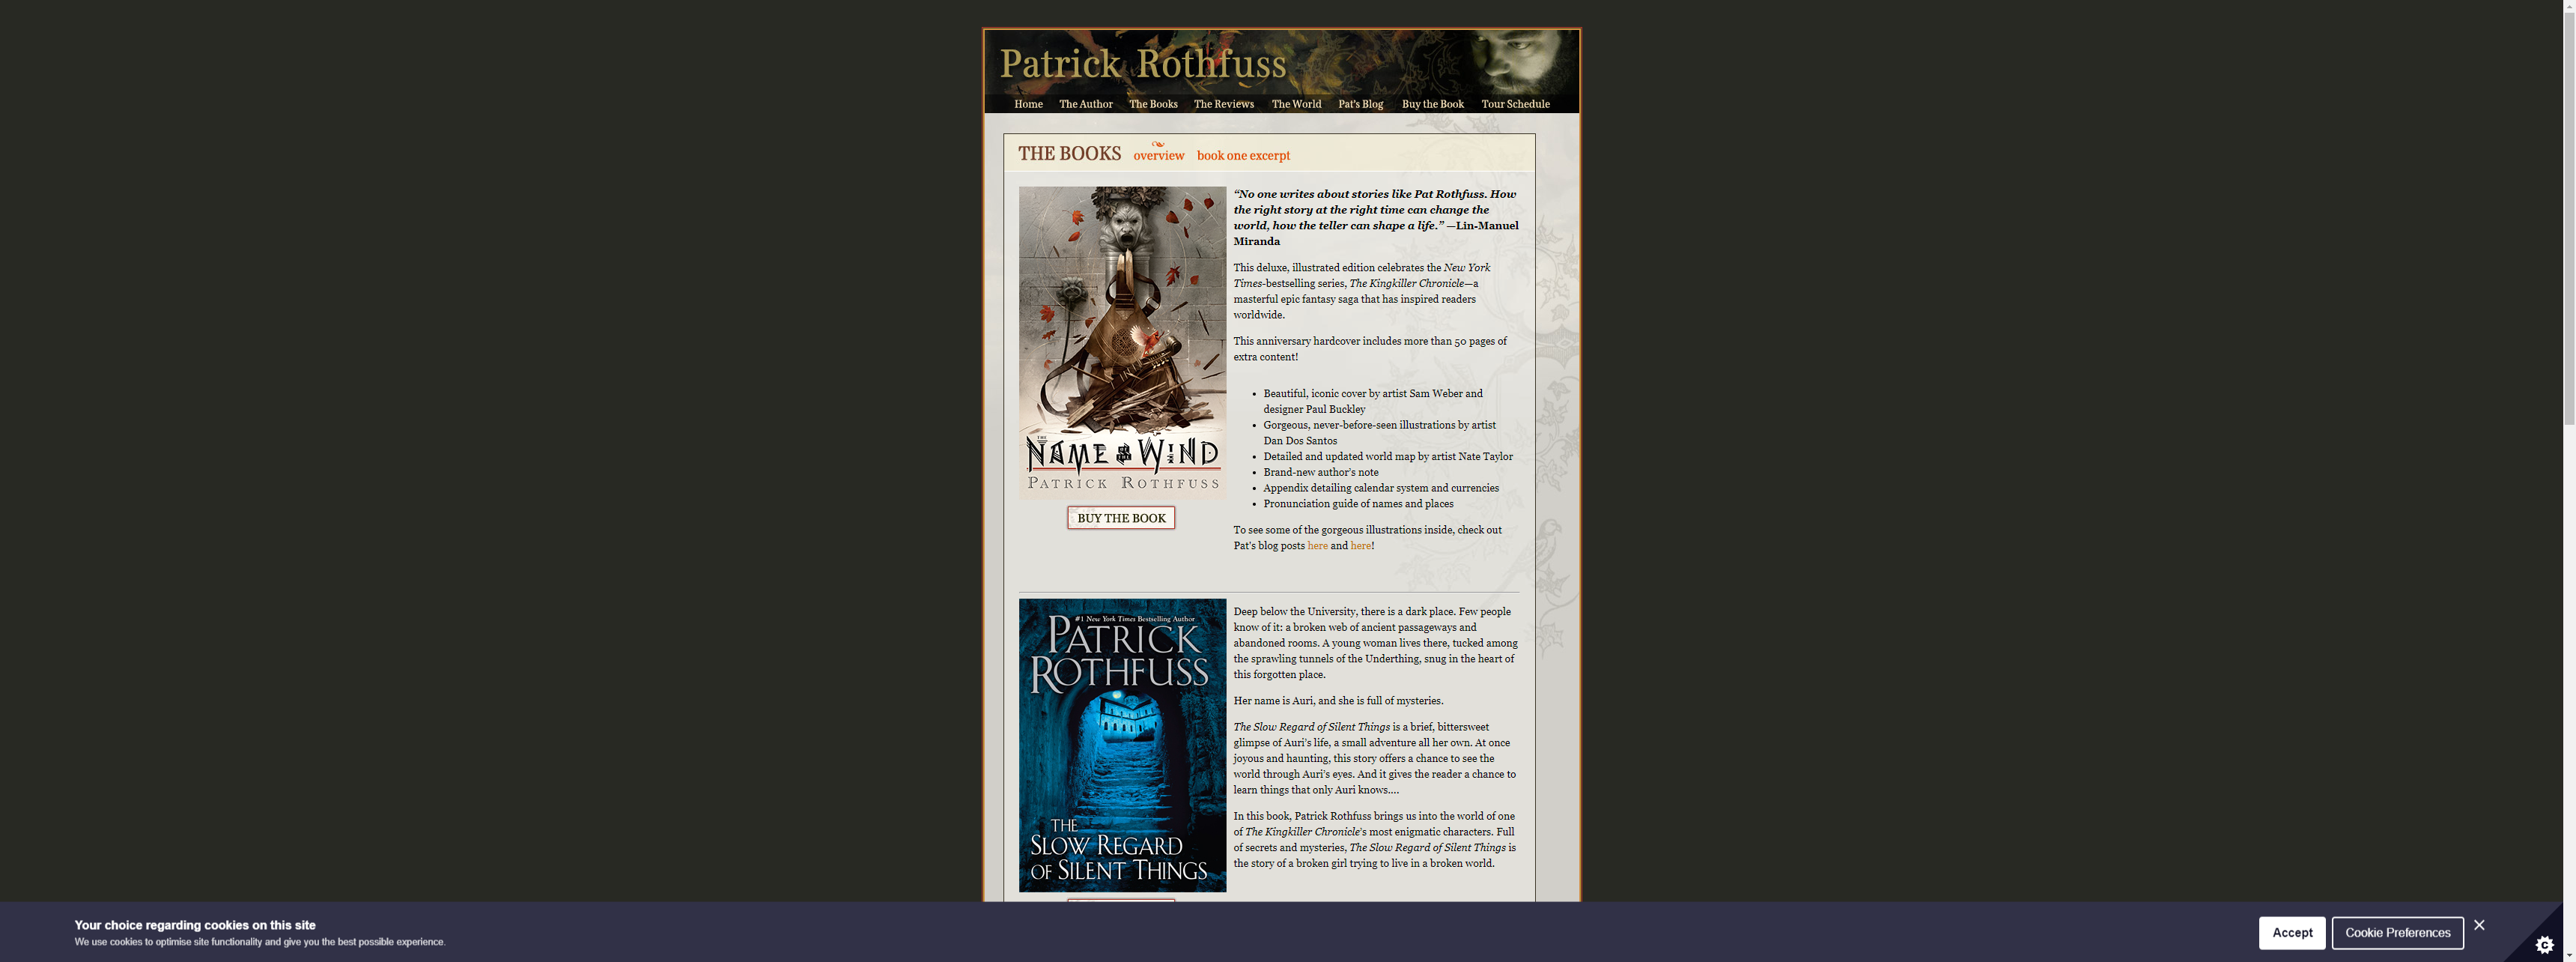 Patrick Rothfuss
Home The Author The Books The Reviews The World Pat's Blog Buy the Book Tour Schedule
THE BOOKS overview book one excerpt
THE
NAME OF THE WIND
PATRICK ROTHFUSS
BUY THE BOOK
“No one writes about stories like Pat Rothfuss. How
the right story at the right time can change the
world, how the teller can shape a life.” —Lin-Manuel
Miranda
This deluxe, illustrated edition celebrates the New York
Times-bestselling series, The Kingkiller Chronicle—a
masterful epic fantasy saga that has inspired readers
worldwide.
This anniversary hardcover includes more than 50 pages of
extra content!
• Beautiful, iconic cover by artist Sam Weber and
designer Paul Buckley
• Gorgeous, never-before-seen illustrations by artist
Dan Dos Santos
• Detailed and updated world map by artist Nate Taylor
• Brand-new author’s note
• Appendix detailing calendar system and currencies
• Pronunciation guide of names and places
To see some of the gorgeous illustrations inside, check out
Pat's blog posts here and here!
#1 New York Times Bestselling Author
PATRICK
ROTHFUSS
THE
SLOW REGARD
OF SILENT THINGS
Deep below the University, there is a dark place. Few people
know of it: a broken web of ancient passageways and
abandoned rooms. A young woman lives there, tucked among
the sprawling tunnels of the Underthing, snug in the heart of
this forgotten place.
Her name is Auri, and she is full of mysteries.
The Slow Regard of Silent Things is a brief, bittersweet
glimpse of Auri’s life, a small adventure all her own. At once
joyous and haunting, this story offers a chance to see the
world through Auri’s eyes. And it gives the reader a chance to
learn things that only Auri knows....
In this book, Patrick Rothfuss brings us into the world of one
of The Kingkiller Chronicle’s most enigmatic characters. Full
of secrets and mysteries, The Slow Regard of Silent Things is
the story of a broken girl trying to live in a broken world.
Your choice regarding cookies on this site
We use cookies to optimise site functionality and give you the best possible experience.
Accept
Cookie Preferences